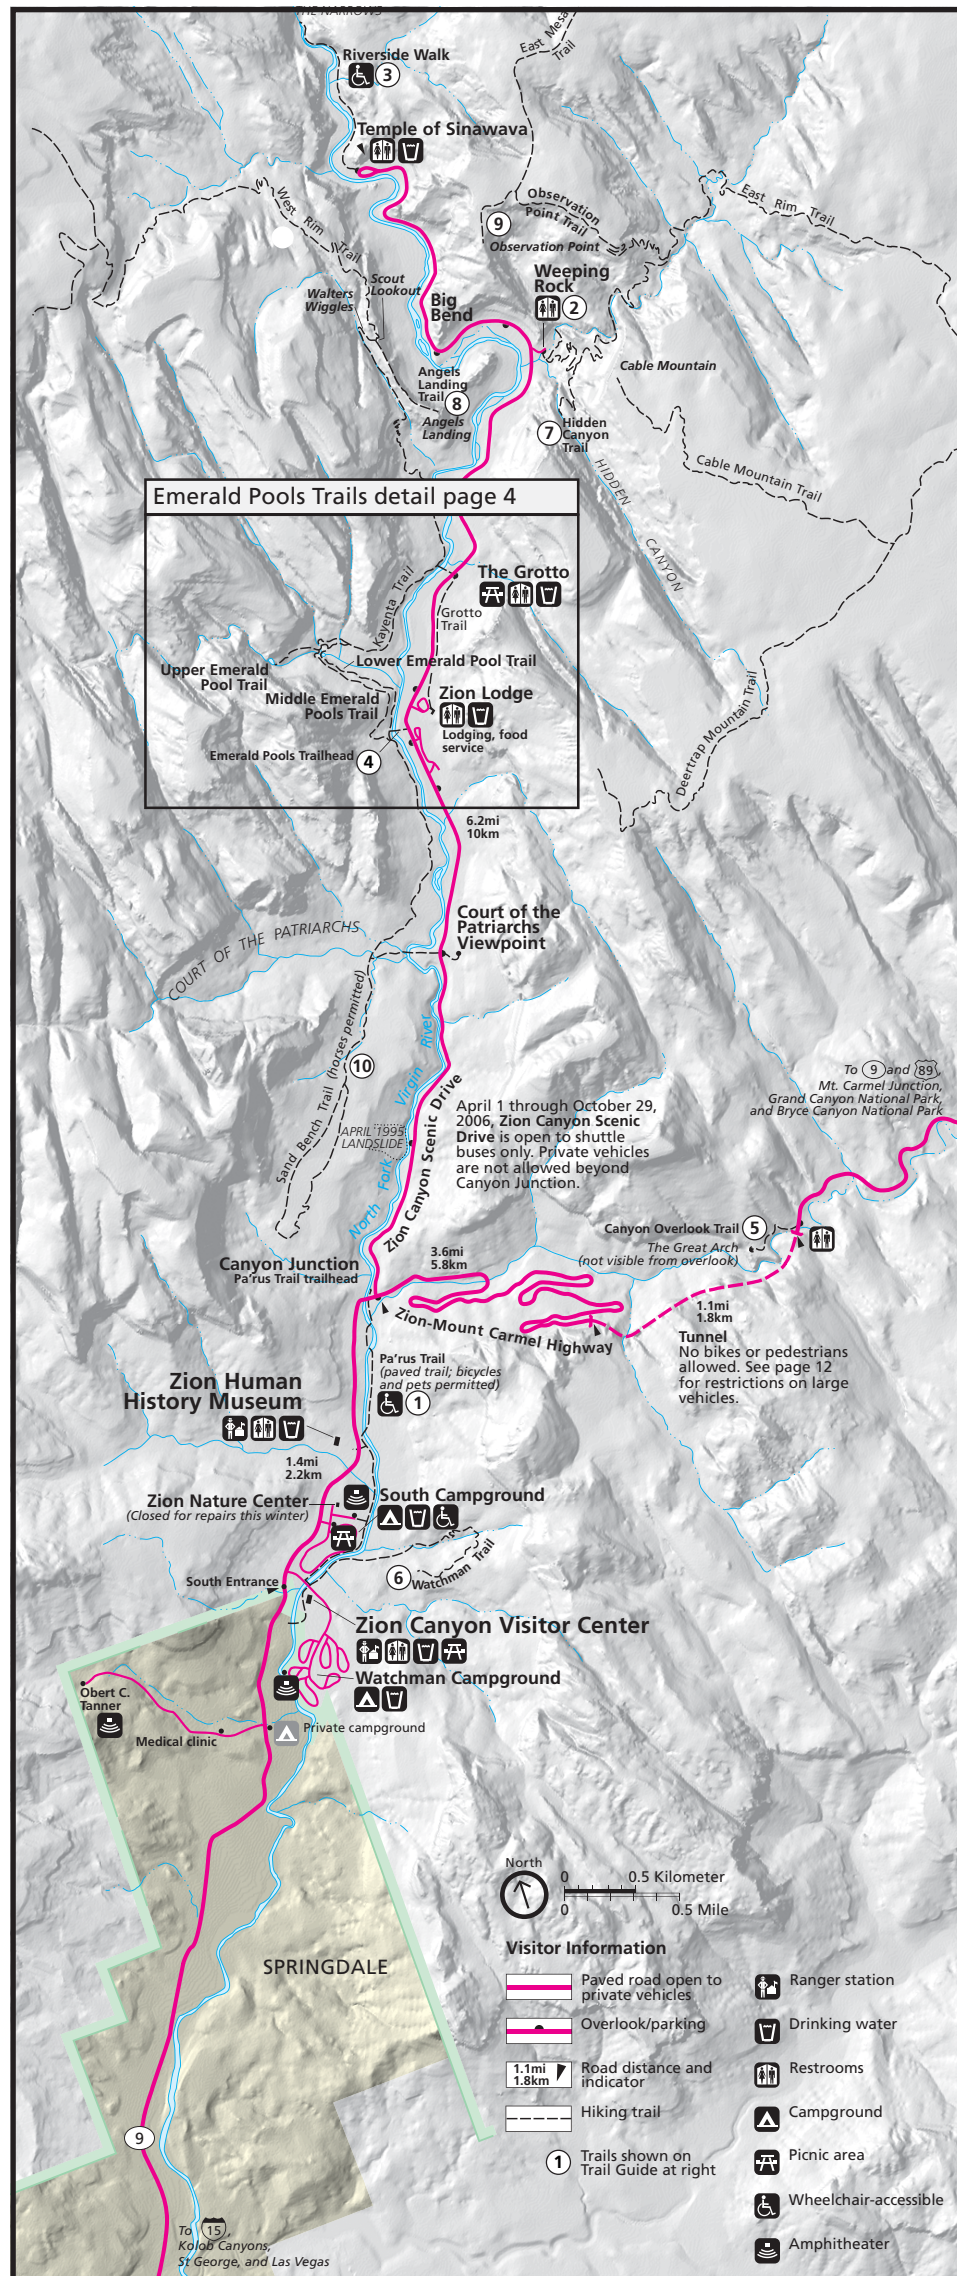 THE NARROWS
East Mesa
Trail
Riverside Walk
3
Temple of Sinawava
West Rim Trail
Observation
Point Trail
East Rim Trail
9
Observation Point
Scout
Lookout
Walters
Wiggles
Weeping
Rock
2
Big
Bend
Cable Mountain
Angels
Landing
Trail
8
Angels
Landing
7
Hidden
Canyon
Trail
HIDDEN CANYON
Cable Mountain Trail
Emerald Pools Trails detail page 4
The Grotto
Kayenta Trail
Grotto
Trail
Lower Emerald Pool Trail
Upper Emerald
Pool Trail
Middle Emerald
Pools Trail
Zion Lodge
Lodging, food
service
Emerald Pools Trailhead
4
Deertrap Mountain Trail
6.2mi
10km
Court of the
Patriarchs
Viewpoint
COURT OF THE PATRIARCHS
Sand Bench Trail (horses permitted)
10
North Fork Virgin River
Zion Canyon Scenic Drive
APRIL 1995
LANDSLIDE
April 1 through October 29,
2006, Zion Canyon Scenic
Drive is open to shuttle
buses only. Private vehicles
are not allowed beyond
Canyon Junction.
To 9 and 89,
Mt. Carmel Junction,
Grand Canyon National Park,
and Bryce Canyon National Park
Canyon Overlook Trail
5
The Great Arch
(not visible from overlook)
Canyon Junction
Pa'rus Trail trailhead
3.6mi
5.8km
Zion-Mount Carmel Highway
1.1mi
1.8km
Tunnel
No bikes or pedestrians
allowed. See page 12
for restrictions on large
vehicles.
Pa'rus Trail
(paved trail; bicycles
and pets permitted)
1
Zion Human
History Museum
1.4mi
2.2km
Zion Nature Center
(Closed for repairs this winter)
South Campground
6
Watchman Trail
South Entrance
Zion Canyon Visitor Center
Watchman Campground
Obert C.
Tanner
Medical clinic
Private campground
SPRINGDALE
9
To 15,
Kolob Canyons,
St George, and Las Vegas
North
0
0.5 Kilometer
0
0.5 Mile
Visitor Information
Paved road open to
private vehicles
Overlook/parking
1.1mi
1.8km
Road distance and
indicator
Hiking trail
1
Trails shown on
Trail Guide at right
Ranger station
Drinking water
Restrooms
Campground
Picnic area
Wheelchair-accessible
Amphitheater